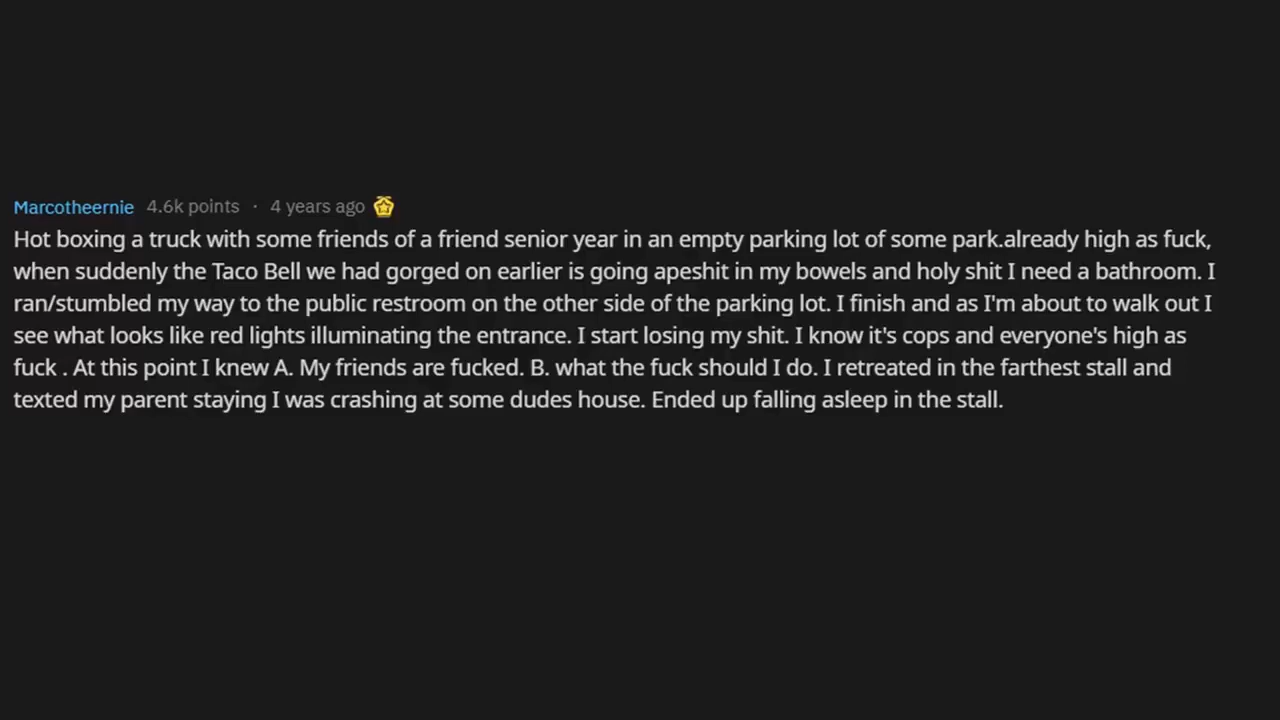 Marcotheernie 4.6k points · 4 years ago
Hot boxing a truck with some friends of a friend senior year in an empty parking lot of some park.already high as fuck,
when suddenly the Taco Bell we had gorged on earlier is going apeshit in my bowels and holy shit I need a bathroom. I
ran/stumbled my way to the public restroom on the other side of the parking lot. I finish and as I'm about to walk out I
see what looks like red lights illuminating the entrance. I start losing my shit. I know it's cops and everyone's high as
fuck . At this point I knew A. My friends are fucked. B. what the fuck should I do. I retreated in the farthest stall and
texted my parent staying I was crashing at some dudes house. Ended up falling asleep in the stall.